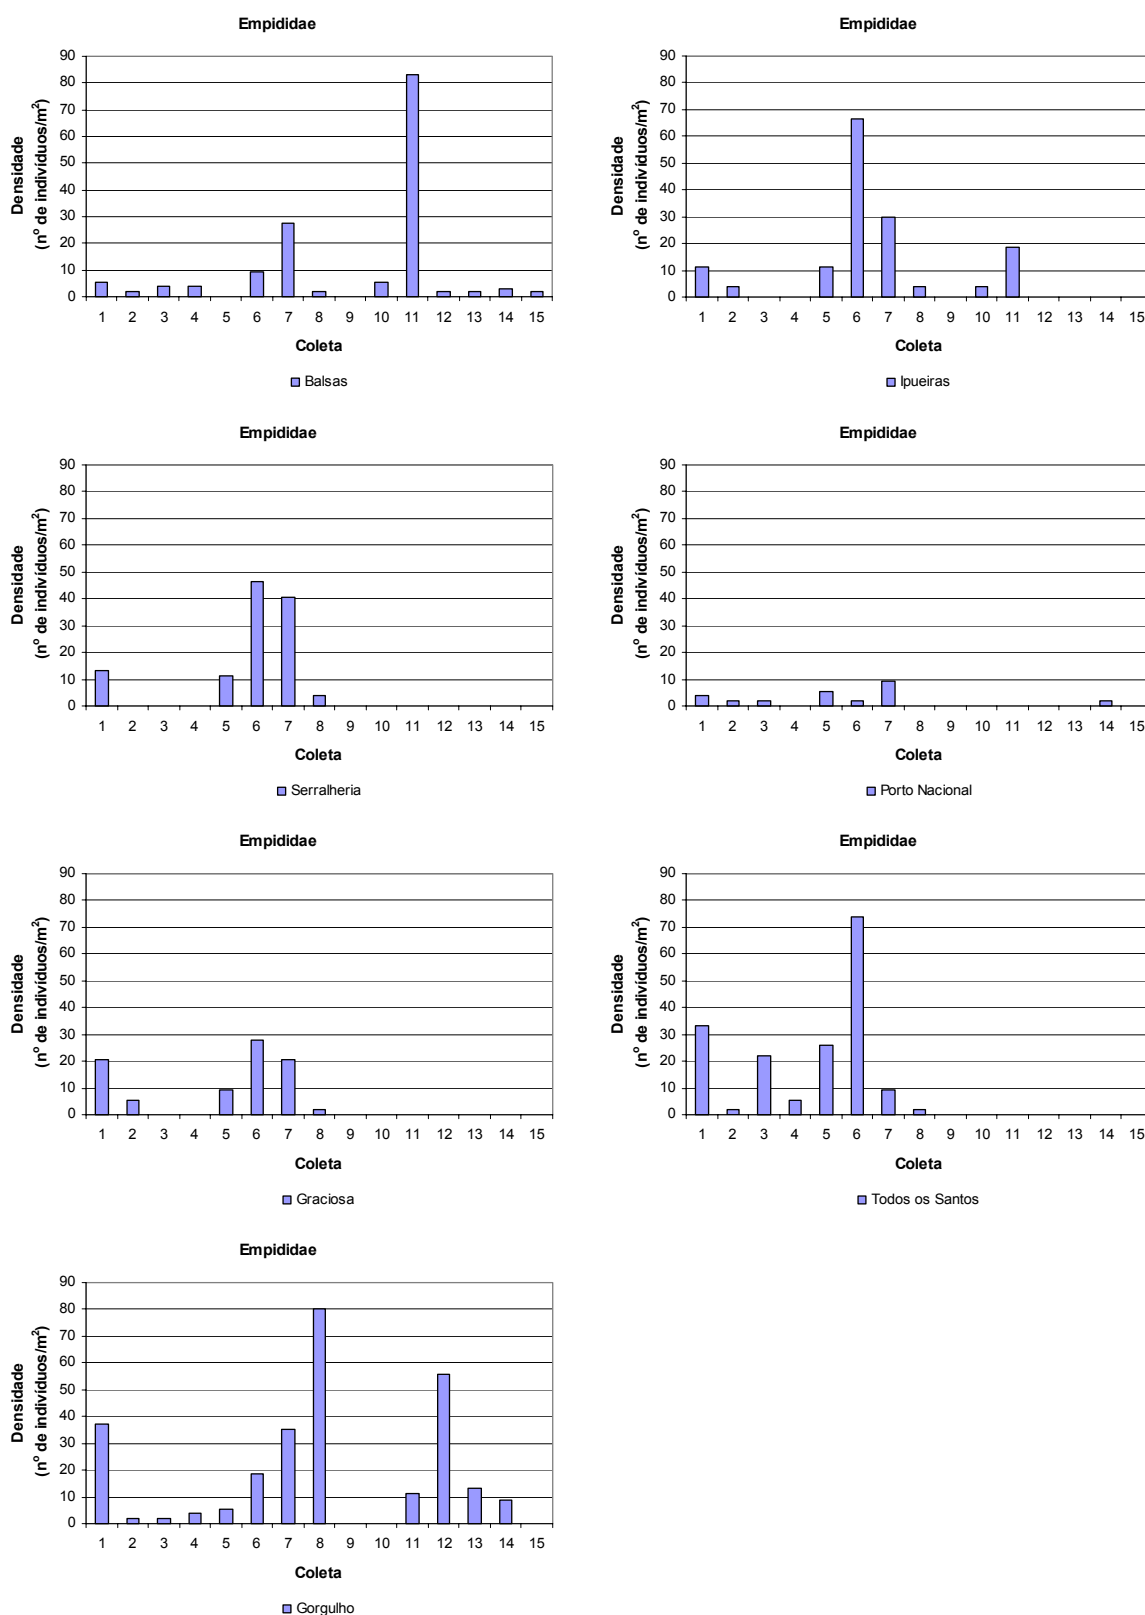 Empididae
Densidade
(nº de indivíduos/m²)
90
80
70
60
50
40
30
20
10
0
1 2 3 4 5 6 7 8 9 10 11 12 13 14 15
Coleta
Balsas
Empididae
Densidade
(nº de indivíduos/m²)
90
80
70
60
50
40
30
20
10
0
1 2 3 4 5 6 7 8 9 10 11 12 13 14 15
Coleta
Ipueiras
Empididae
Densidade
(nº de indivíduos/m²)
90
80
70
60
50
40
30
20
10
0
1 2 3 4 5 6 7 8 9 10 11 12 13 14 15
Coleta
Serralheria
Empididae
Densidade
(nº de indivíduos/m²)
90
80
70
60
50
40
30
20
10
0
1 2 3 4 5 6 7 8 9 10 11 12 13 14 15
Coleta
Porto Nacional
Empididae
Densidade
(nº de indivíduos/m²)
90
80
70
60
50
40
30
20
10
0
1 2 3 4 5 6 7 8 9 10 11 12 13 14 15
Coleta
Graciosa
Empididae
Densidade
(nº de indivíduos/m²)
90
80
70
60
50
40
30
20
10
0
1 2 3 4 5 6 7 8 9 10 11 12 13 14 15
Coleta
Todos os Santos
Empididae
Densidade
(nº de indivíduos/m²)
90
80
70
60
50
40
30
20
10
0
1 2 3 4 5 6 7 8 9 10 11 12 13 14 15
Coleta
Gorgulho